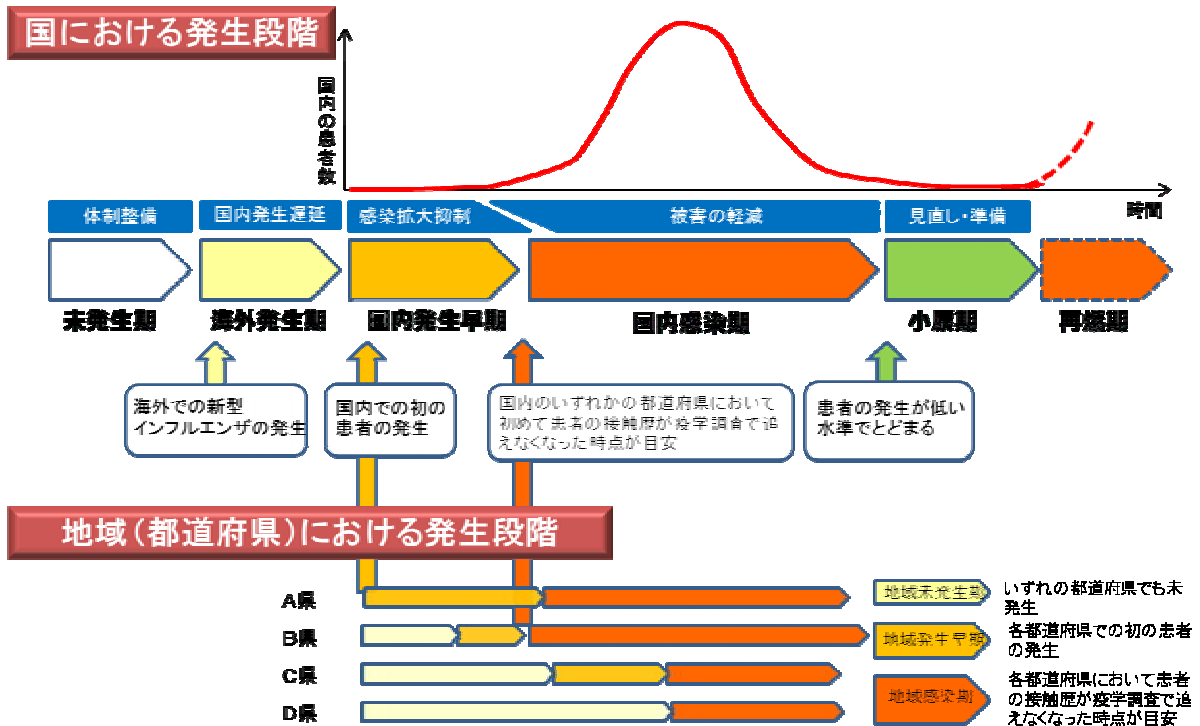 国における発生段階
国内の患者数
時間
体制整備
国内発生遅延
感染拡大抑制
被害の軽減
見直し・準備
未発生期
海外発生期
国内発生早期
国内感染期
小康期
再燃期
海外での新型
インフルエンザの発生
国内での初の
患者の発生
国内のいずれかの都道府県において
初めて患者の接触歴が疫学調査で追
えなくなった時点が目安
患者の発生が低い
水準でとどまる
地域(都道府県)における発生段階
A県
B県
C県
D県
地域未発生期
いずれの都道府県でも未
発生
地域発生早期
各都道府県での初の患者
の発生
地域感染期
各都道府県において患者
の接触歴が疫学調査で追
えなくなった時点が目安